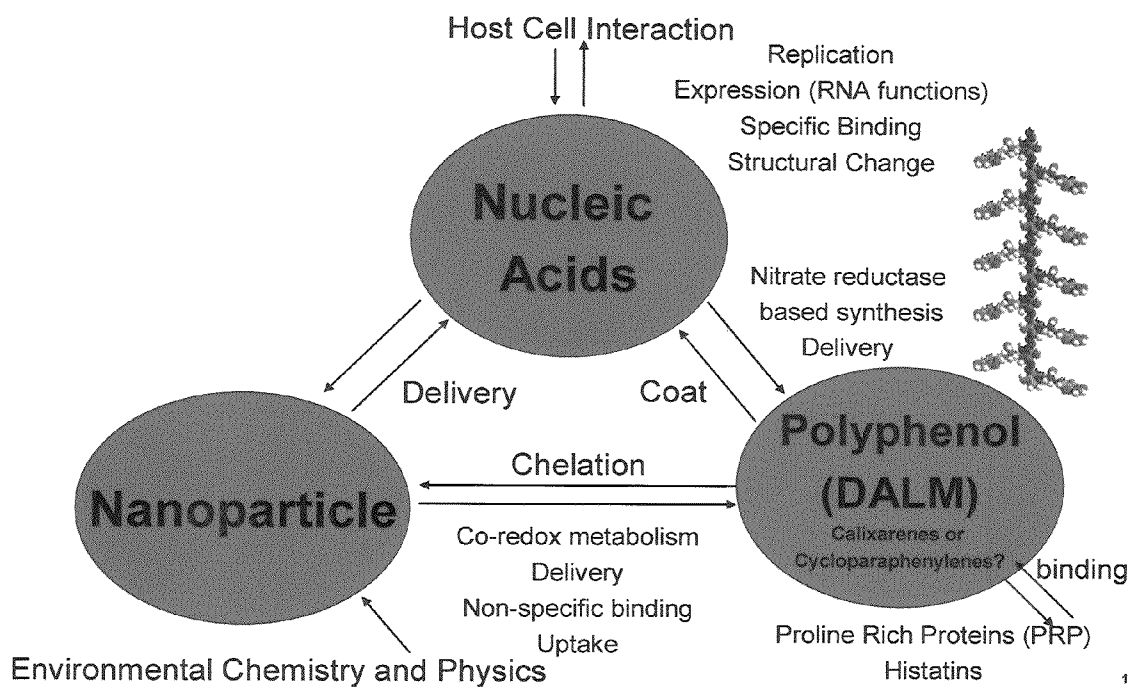 Host Cell Interaction
Replication
Expression (RNA functions)
Specific Binding
Structural Change
Nucleic
Acids
Nitrate reductase
based synthesis
Delivery
Delivery
Coat
Polyphenol
(DALM)
Calixarenes or
Cycloparaphenylenes?
Chelation
Nanoparticle
Co-redox metabolism
Delivery
Non-specific binding
Uptake
binding
Proline Rich Proteins (PRP)
Histatins
Environmental Chemistry and Physics
1